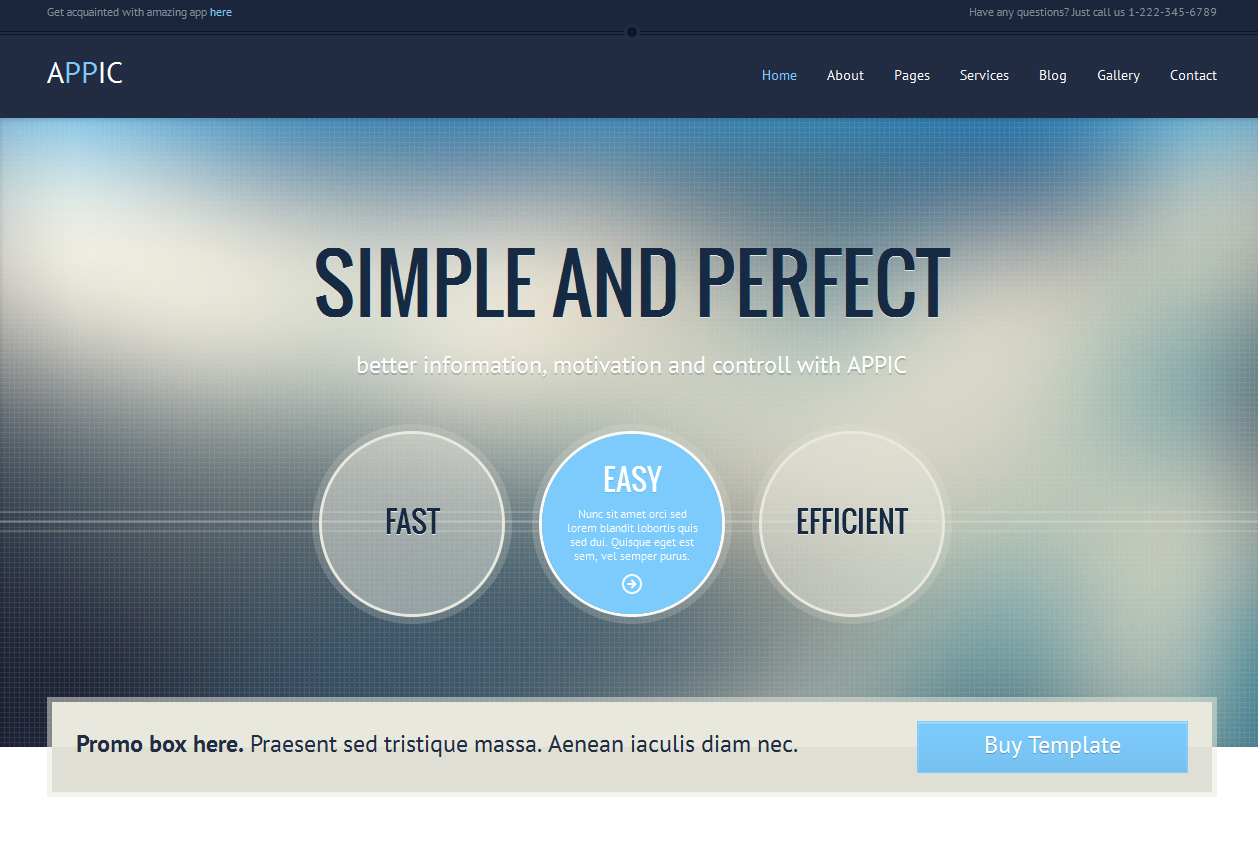 Get acquainted with amazing app here
Have any questions? Just call us 1-222-345-6789
APPIC
Home About Pages Services Blog Gallery Contact
SIMPLE AND PERFECT
better information, motivation and controll with APPIC
FAST
EASY
Nunc sit amet orci sed
lorem blandit lobortis quis
sed dui. Quisque eget est
sem, vel semper purus.
EFFICIENT
Promo box here. Praesent sed tristique massa. Aenean iaculis diam nec.
Buy Template